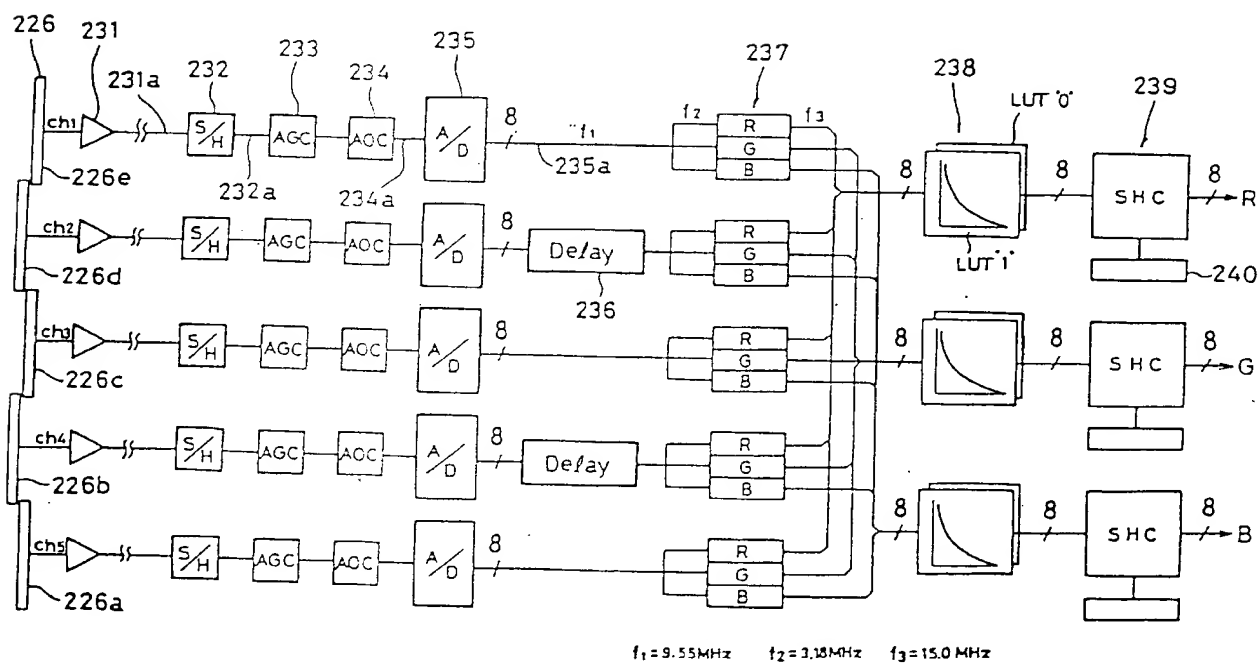 226
231
231a
232
233
234
235
237
238
LUT "0"
239
ch1
S/H
AGC
AOC
A/D
8
f₁
f₂
R
G
B
f₃
8
8
SHC
8
R
226e
232a
234a
235a
LUT "1"
240
ch2
S/H
AGC
AOC
A/D
8
Delay
R
G
B
226d
236
ch3
S/H
AGC
AOC
A/D
8
R
G
B
8
8
SHC
8
G
226c
ch4
S/H
AGC
AOC
A/D
8
Delay
R
G
B
226b
ch5
S/H
AGC
AOC
A/D
8
R
G
B
8
8
SHC
8
B
226a
f₁=9.55MHz f₂=3.18MHz f₃=15.0 MHz